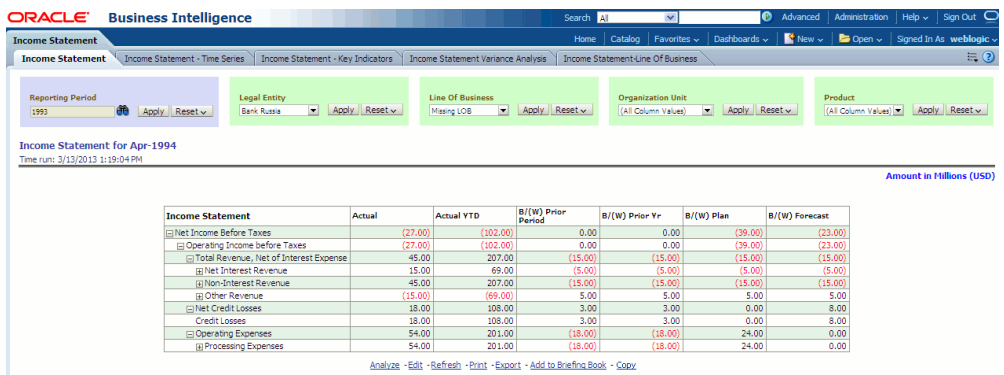 ORACLE Business Intelligence Search All Advanced Administration Help Sign Out
Income Statement Home Catalog Favorites Dashboards New Open Signed In As weblogic
Income Statement Income Statement - Time Series Income Statement - Key Indicators Income Statement Variance Analysis Income Statement-Line Of Business
Reporting Period Legal Entity Line Of Business Organization Unit Product
1993 Apply Reset Bank Russia Apply Reset Missing LOB Apply Reset (All Column Values) Apply Reset (All Column Values) Apply Reset
Income Statement for Apr-1994
Time run: 3/13/2013 1:19:04 PM
Amount in Millions (USD)
Income Statement Actual Actual YTD B/(W) Prior Period B/(W) Prior Yr B/(W) Plan B/(W) Forecast
Net Income Before Taxes (27.00) (102.00) 0.00 0.00 (39.00) (23.00)
Operating Income before Taxes (27.00) (102.00) 0.00 0.00 (39.00) (23.00)
Total Revenue, Net of Interest Expense 45.00 207.00 (15.00) (15.00) (15.00) (15.00)
Net Interest Revenue 15.00 69.00 (5.00) (5.00) (5.00) (5.00)
Non-Interest Revenue 45.00 207.00 (15.00) (15.00) (15.00) (15.00)
Other Revenue (15.00) (69.00) 5.00 5.00 5.00 5.00
Net Credit Losses 18.00 108.00 3.00 3.00 0.00 8.00
Credit Losses 18.00 108.00 3.00 3.00 0.00 8.00
Operating Expenses 54.00 201.00 (18.00) (18.00) 24.00 0.00
Processing Expenses 54.00 201.00 (18.00) (18.00) 24.00 0.00
Analyze - Edit - Refresh - Print - Export - Add to Briefing Book - Copy